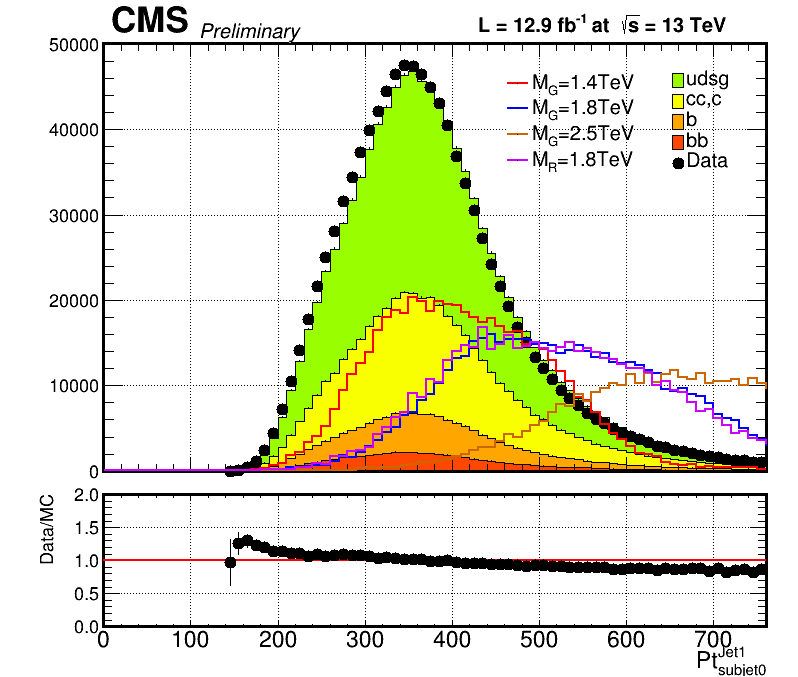 CMS Preliminary L = 12.9 fb⁻¹ at √s = 13 TeV
50000
40000
30000
20000
10000
0
M_G=1.4TeV
M_G=1.8TeV
M_G=2.5TeV
M_R=1.8TeV
udsg
cc,c
b
bb
Data
Data/MC
2.0
1.5
1.0
0.5
0.0
0 100 200 300 400 500 600 700
Pt^{Jet1}_{subjet0}